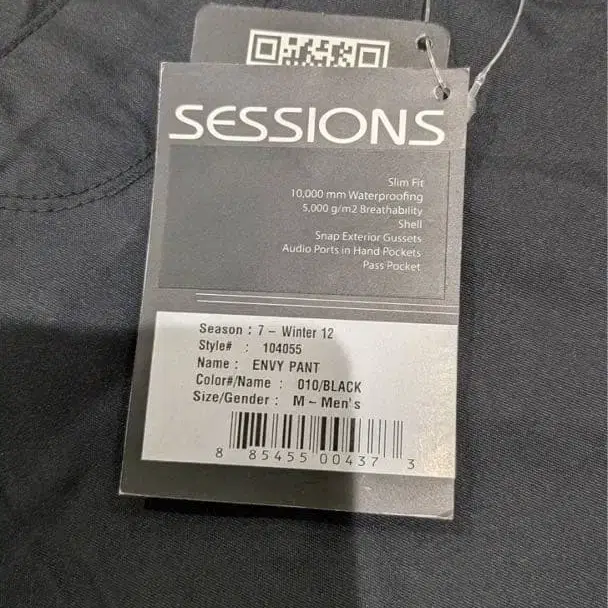 SESSIONS
Slim Fit
10,000 mm Waterproofing
5,000 g/m2 Breathability
Shell
Snap Exterior Gussets
Audio Ports in Hand Pockets
Pass Pocket
Season : 7 - Winter 12
Style# : 104055
Name : ENVY PANT
Color#/Name : 010/BLACK
Size/Gender : M - Men's
8 85455 00437 3